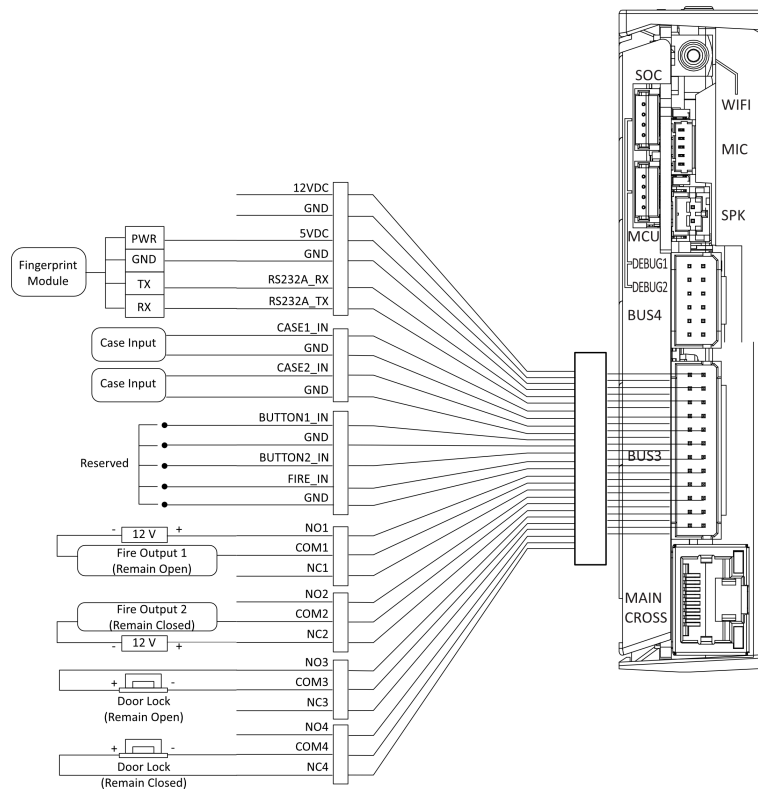 SOC
WIFI
MIC
SPK
MCU
DEBUG1
DEBUG2
BUS4
BUS3
MAIN
CROSS
12VDC
GND
5VDC
GND
RS232A_RX
RS232A_TX
PWR
GND
TX
RX
Fingerprint
Module
CASE1_IN
GND
CASE2_IN
GND
Case Input
Case Input
BUTTON1_IN
GND
BUTTON2_IN
FIRE_IN
GND
Reserved
NO1
COM1
NC1
- 12 V +
Fire Output 1
(Remain Open)
NO2
COM2
NC2
Fire Output 2
(Remain Closed)
- 12 V +
NO3
COM3
NC3
+ -
Door Lock
(Remain Open)
NO4
COM4
NC4
+ -
Door Lock
(Remain Closed)